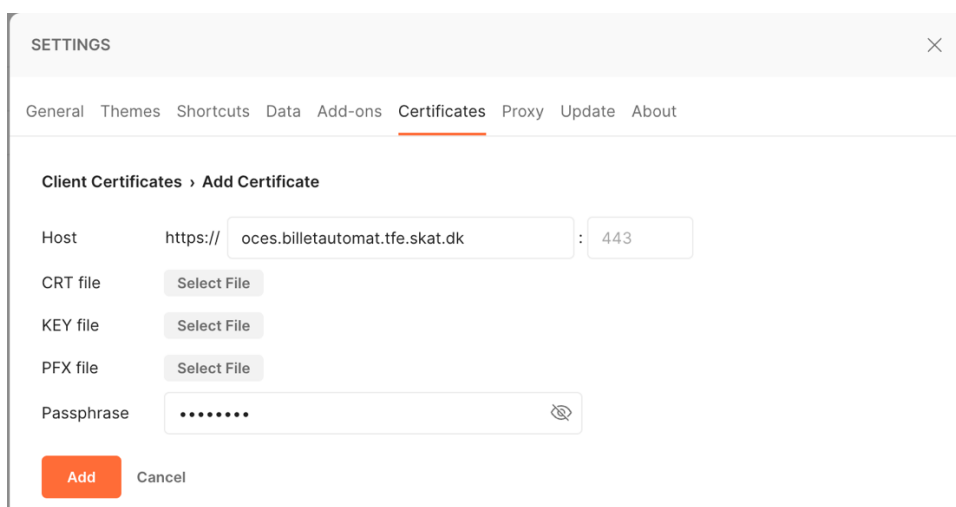 SETTINGS
General Themes Shortcuts Data Add-ons Certificates Proxy Update About
Client Certificates › Add Certificate
Host https:// oces.billetautomat.tfe.skat.dk : 443
CRT file Select File
KEY file Select File
PFX file Select File
Passphrase ••••••••
Add Cancel